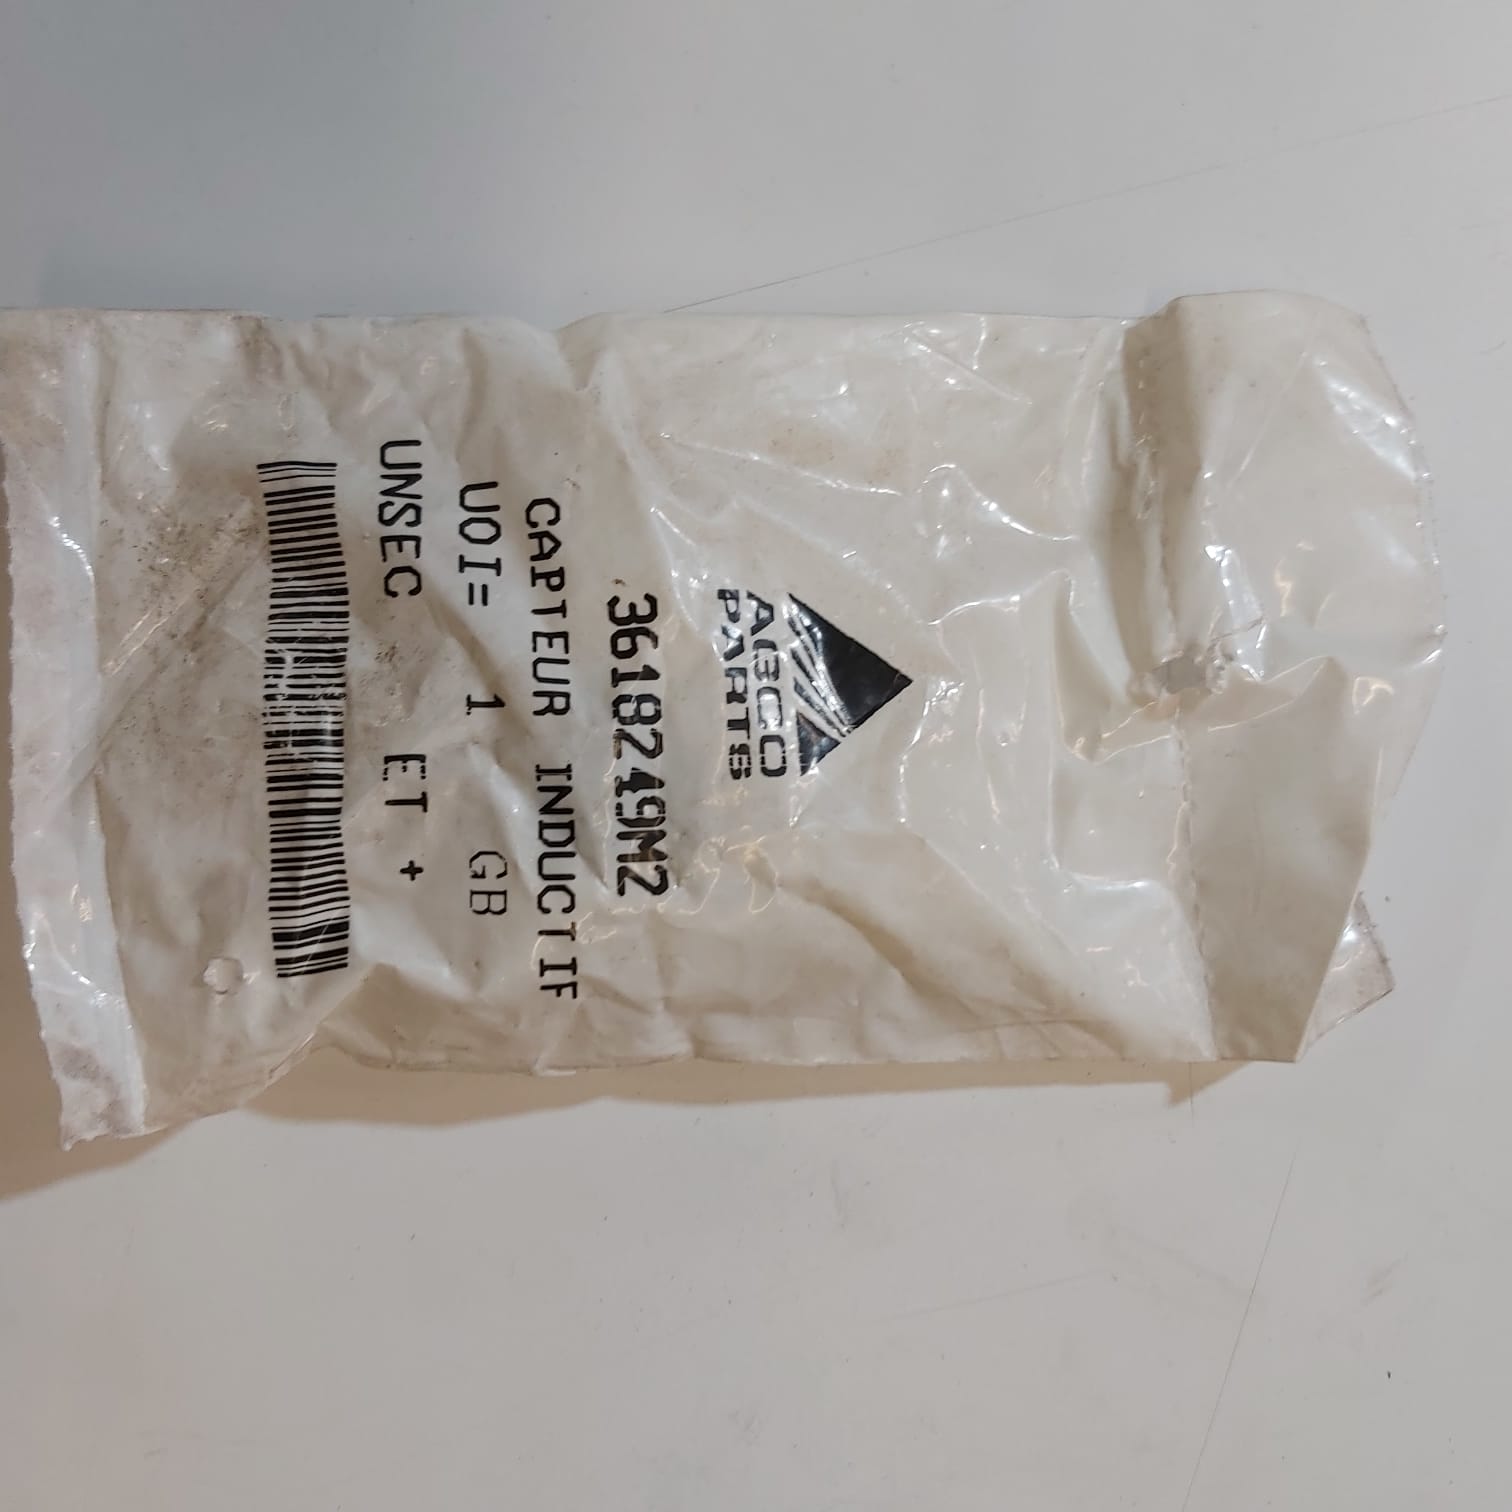 AGCO
PARTS
3618249M2
CAPTEUR INDUCTIF
UOI= 1 GB
UNSEC ET +